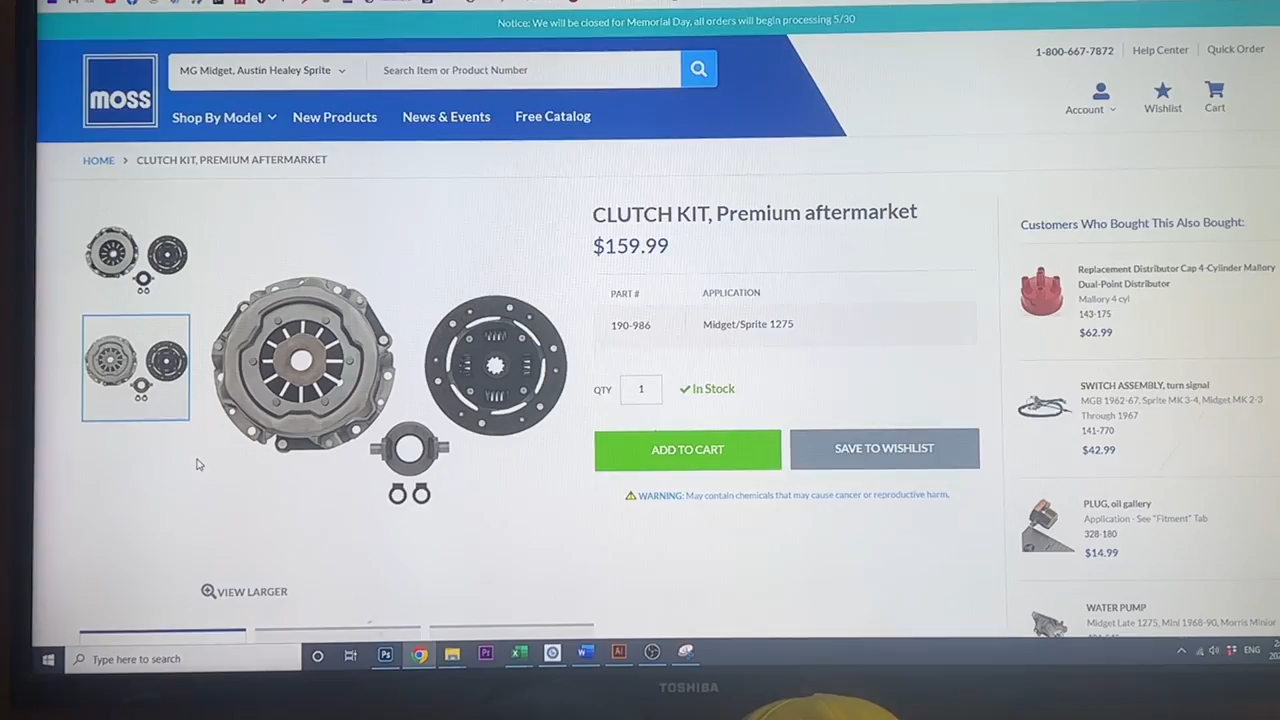 Notice: We will be closed for Memorial Day, all orders will begin processing 5/30
1-800-667-7872
Help Center
Quick Order
MG Midget, Austin Healey Sprite
Search Item or Product Number
moss
Account
Wishlist
Cart
Shop By Model
New Products
News & Events
Free Catalog
HOME > CLUTCH KIT, PREMIUM AFTERMARKET
CLUTCH KIT, Premium aftermarket
$159.99
PART #
APPLICATION
190-986
Midget/Sprite 1275
QTY
1
In Stock
ADD TO CART
SAVE TO WISHLIST
WARNING: May contain chemicals that may cause cancer or reproductive harm.
VIEW LARGER
Customers Who Bought This Also Bought:
Replacement Distributor Cap 4-Cylinder Mallory
Dual-Point Distributor
Mallory 4 cyl
143-175
$62.99
SWITCH ASSEMBLY, turn signal
MGB 1962-67, Sprite MK 3-4, Midget MK 2-3
Through 1967
141-770
$42.99
PLUG, oil gallery
Application - See "Fitment" Tab
328-180
$14.99
WATER PUMP
Midget Late 1275, Mini 1968-90, Morris Minor
Type here to search
Ps
Pr
W
Ai
ENG
TOSHIBA